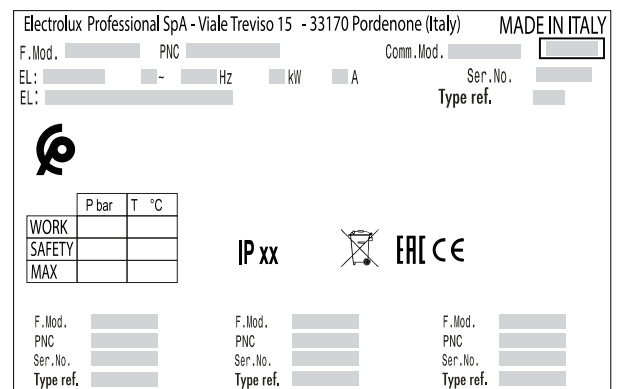 Electrolux Professional SpA - Viale Treviso 15 - 33170 Pordenone (Italy) MADE IN ITALY
F.Mod. PNC Comm.Mod.
EL: ~ Hz kW A Ser.No.
EL: Type ref.
P bar T °C
WORK
SAFETY
MAX
IP xx EAC CE
F.Mod. F.Mod. F.Mod.
PNC PNC PNC
Ser.No. Ser.No. Ser.No.
Type ref. Type ref. Type ref.